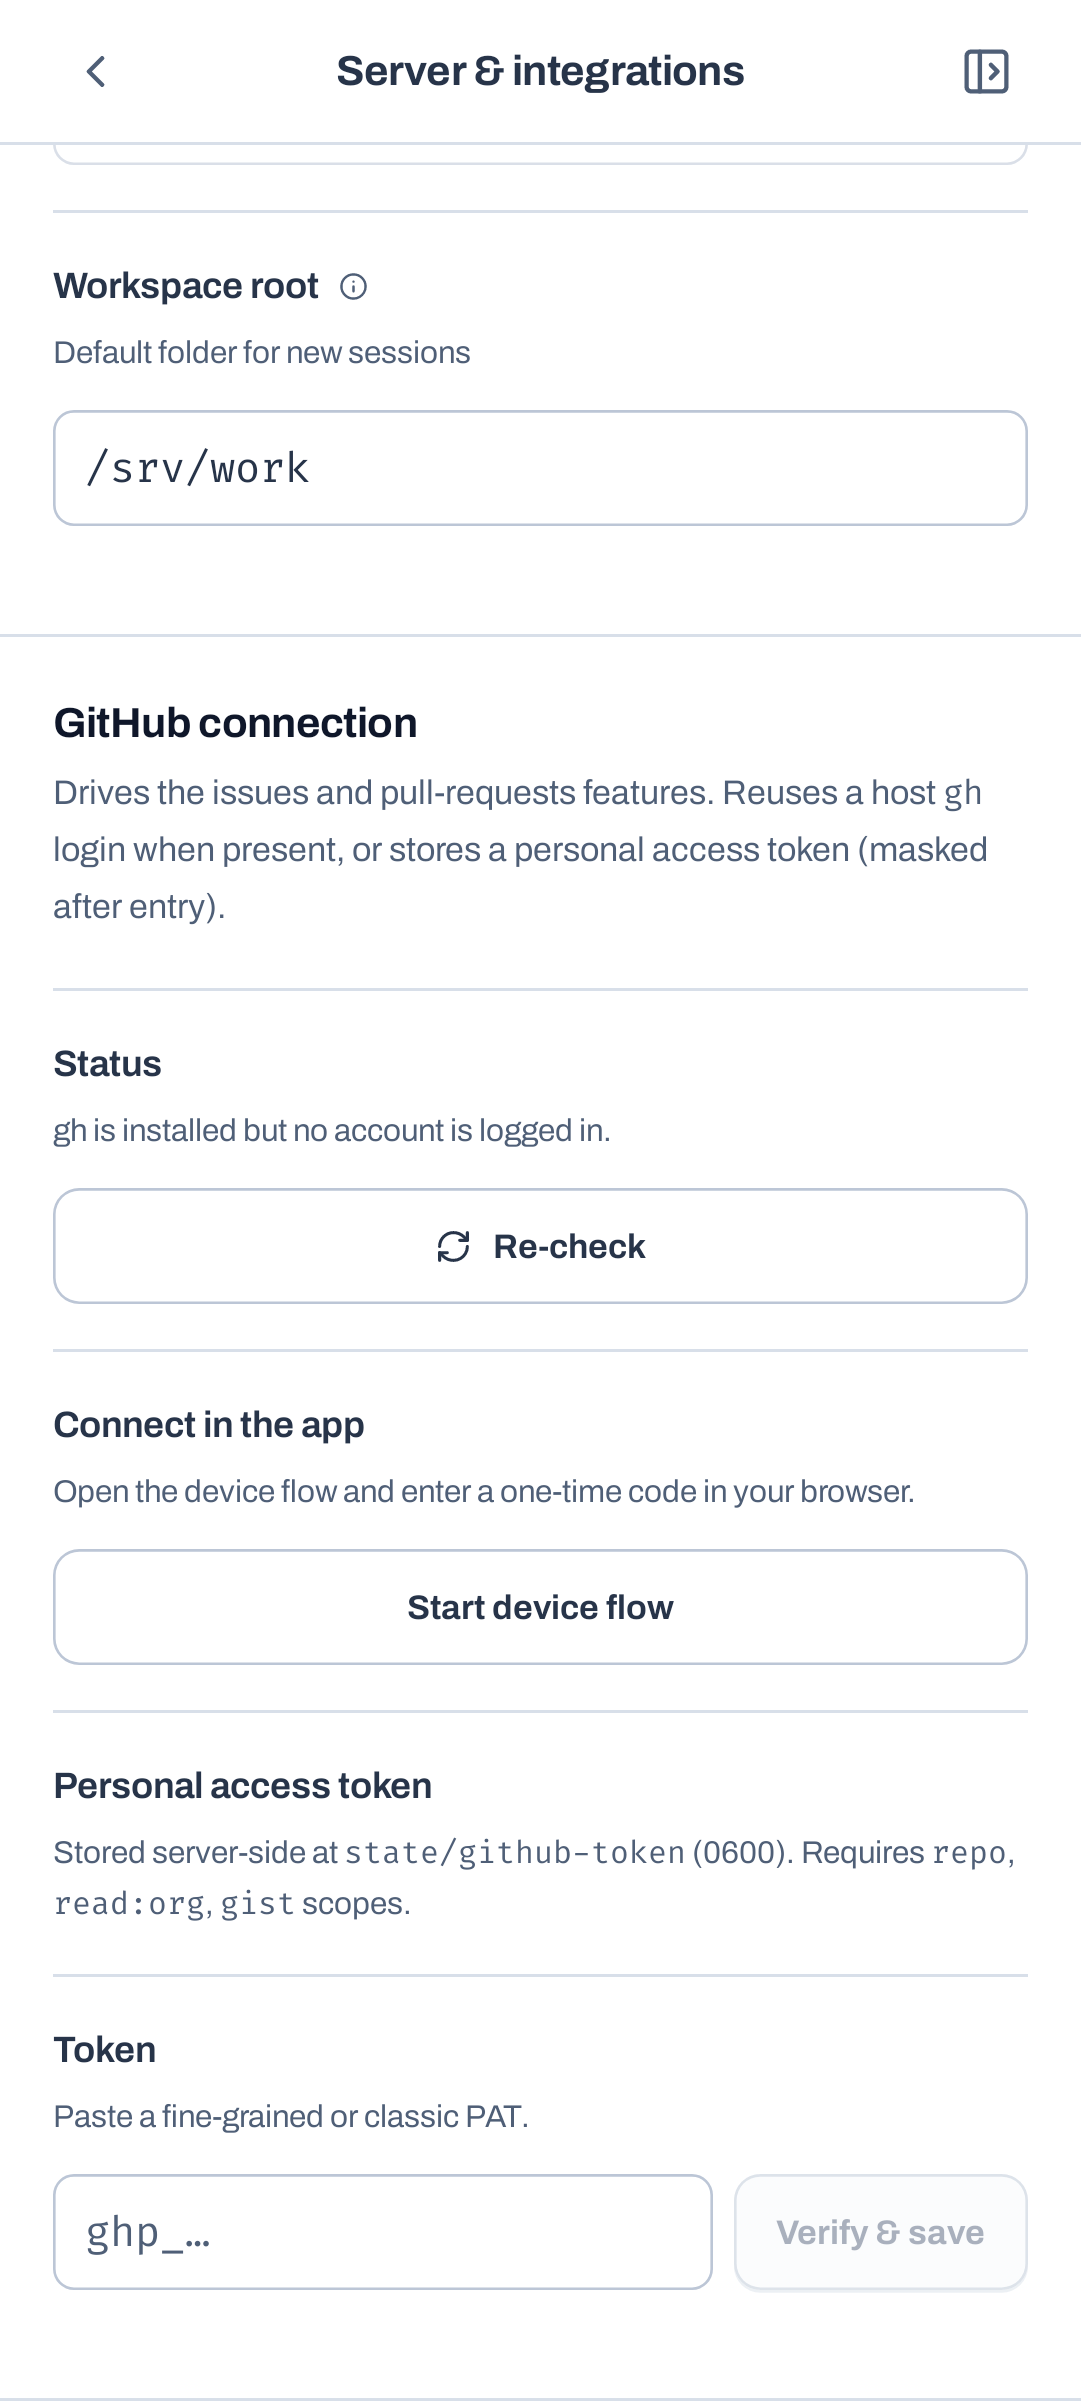 Server & integrations
Workspace root
Default folder for new sessions
/srv/work
GitHub connection
Drives the issues and pull-requests features. Reuses a host gh
login when present, or stores a personal access token (masked
after entry).
Status
gh is installed but no account is logged in.
Re-check
Connect in the app
Open the device flow and enter a one-time code in your browser.
Start device flow
Personal access token
Stored server-side at state/github-token (0600). Requires repo,
read:org, gist scopes.
Token
Paste a fine-grained or classic PAT.
ghp_…
Verify & save